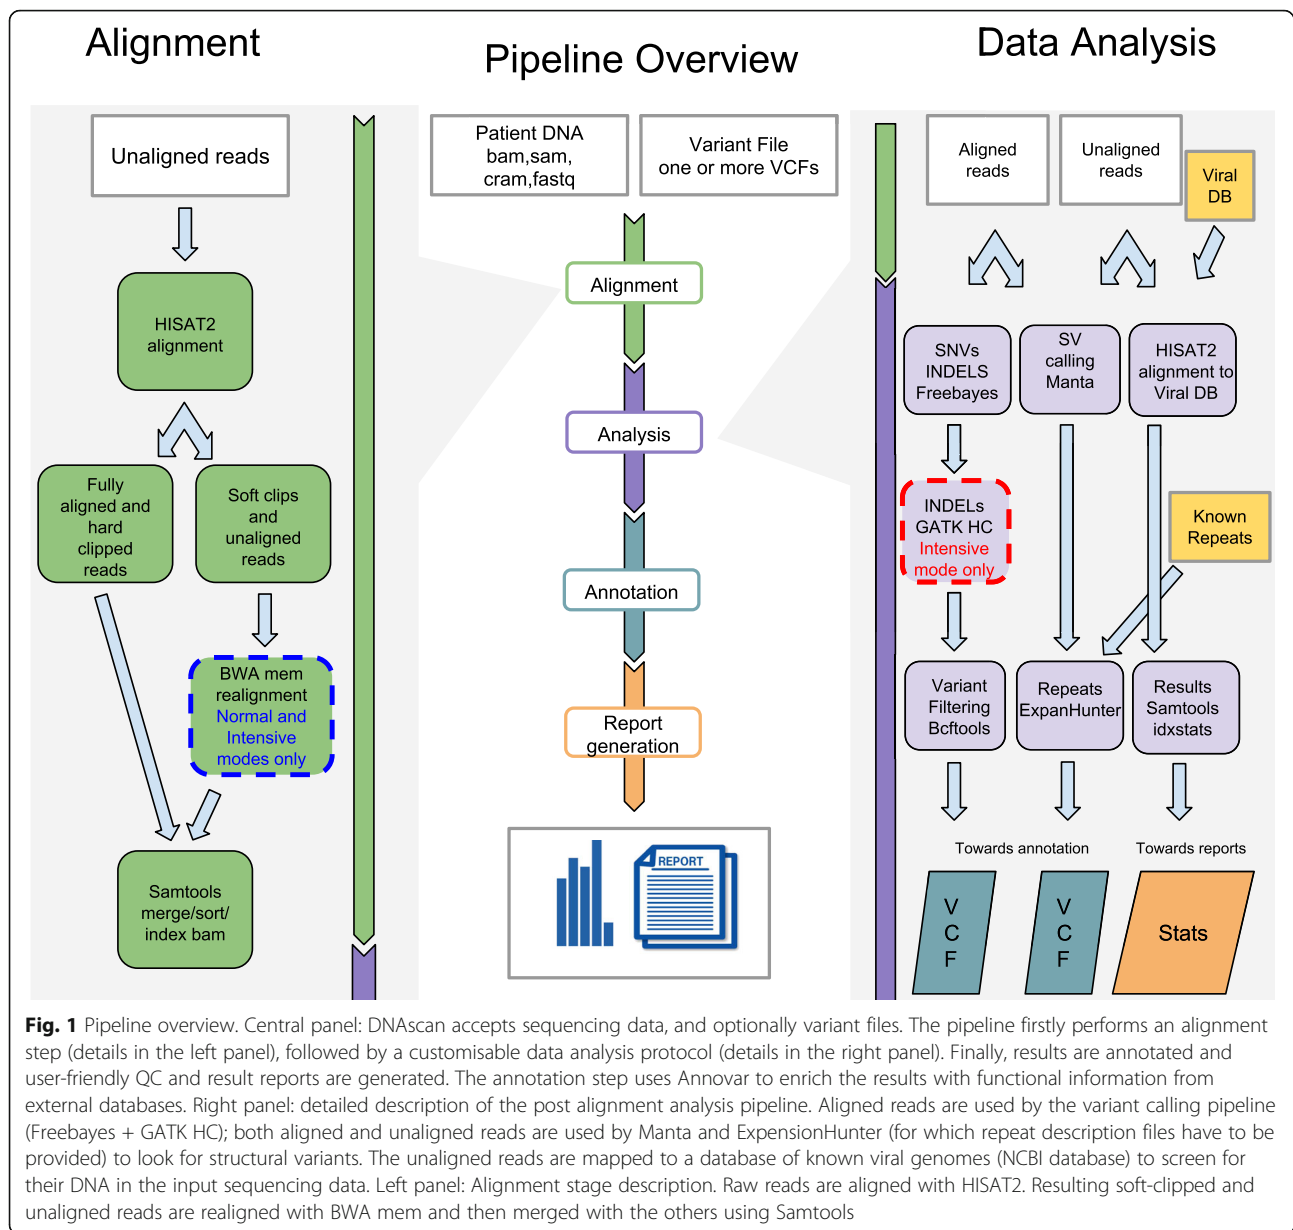 Alignment
Pipeline Overview
Data Analysis
Unaligned reads
HISAT2
alignment
Fully
aligned and
hard
clipped
reads
Soft clips
and
unaligned
reads
BWA mem
realignment
Normal and
Intensive
modes only
Samtools
merge/sort/
index bam
Patient DNA
bam,sam,
cram,fastq
Variant File
one or more VCFs
Alignment
Analysis
Annotation
Report
generation
REPORT
Aligned
reads
Unaligned
reads
Viral
DB
SNVs
INDELS
Freebayes
SV
calling
Manta
HISAT2
alignment to
Viral DB
INDELs
GATK HC
Intensive
mode only
Known
Repeats
Variant
Filtering
Bcftools
Repeats
ExpanHunter
Results
Samtools
idxstats
Towards annotation
Towards reports
V
C
F
V
C
F
Stats
Fig. 1 Pipeline overview. Central panel: DNAscan accepts sequencing data, and optionally variant files. The pipeline firstly performs an alignment
step (details in the left panel), followed by a customisable data analysis protocol (details in the right panel). Finally, results are annotated and
user-friendly QC and result reports are generated. The annotation step uses Annovar to enrich the results with functional information from
external databases. Right panel: detailed description of the post alignment analysis pipeline. Aligned reads are used by the variant calling pipeline
(Freebayes + GATK HC); both aligned and unaligned reads are used by Manta and ExpensionHunter (for which repeat description files have to be
provided) to look for structural variants. The unaligned reads are mapped to a database of known viral genomes (NCBI database) to screen for
their DNA in the input sequencing data. Left panel: Alignment stage description. Raw reads are aligned with HISAT2. Resulting soft-clipped and
unaligned reads are realigned with BWA mem and then merged with the others using Samtools